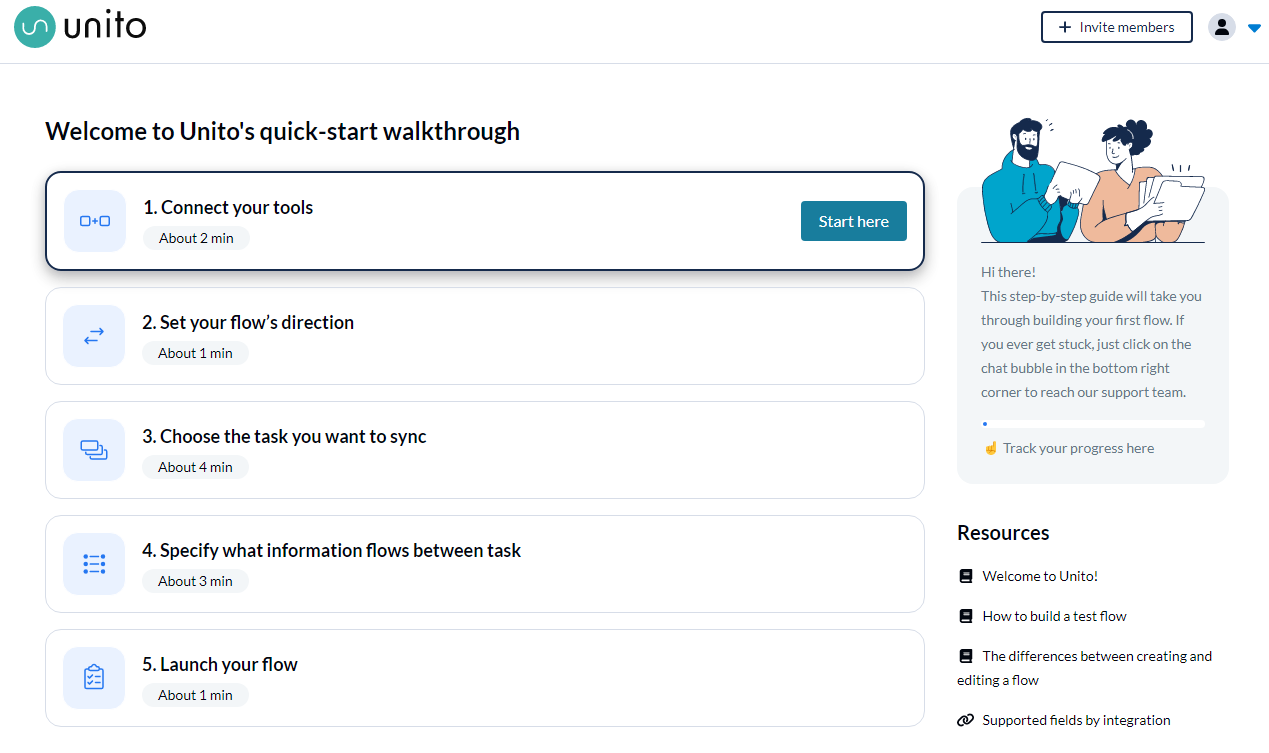 unito
Invite members
Welcome to Unito's quick-start walkthrough
1. Connect your tools
About 2 min
Start here
2. Set your flow’s direction
About 1 min
3. Choose the task you want to sync
About 4 min
4. Specify what information flows between task
About 3 min
5. Launch your flow
About 1 min
Hi there!
This step-by-step guide will take you
through building your first flow. If
you ever get stuck, just click on the
chat bubble in the bottom right
corner to reach our support team.
☝️ Track your progress here
Resources
Welcome to Unito!
How to build a test flow
The differences between creating and
editing a flow
Supported fields by integration